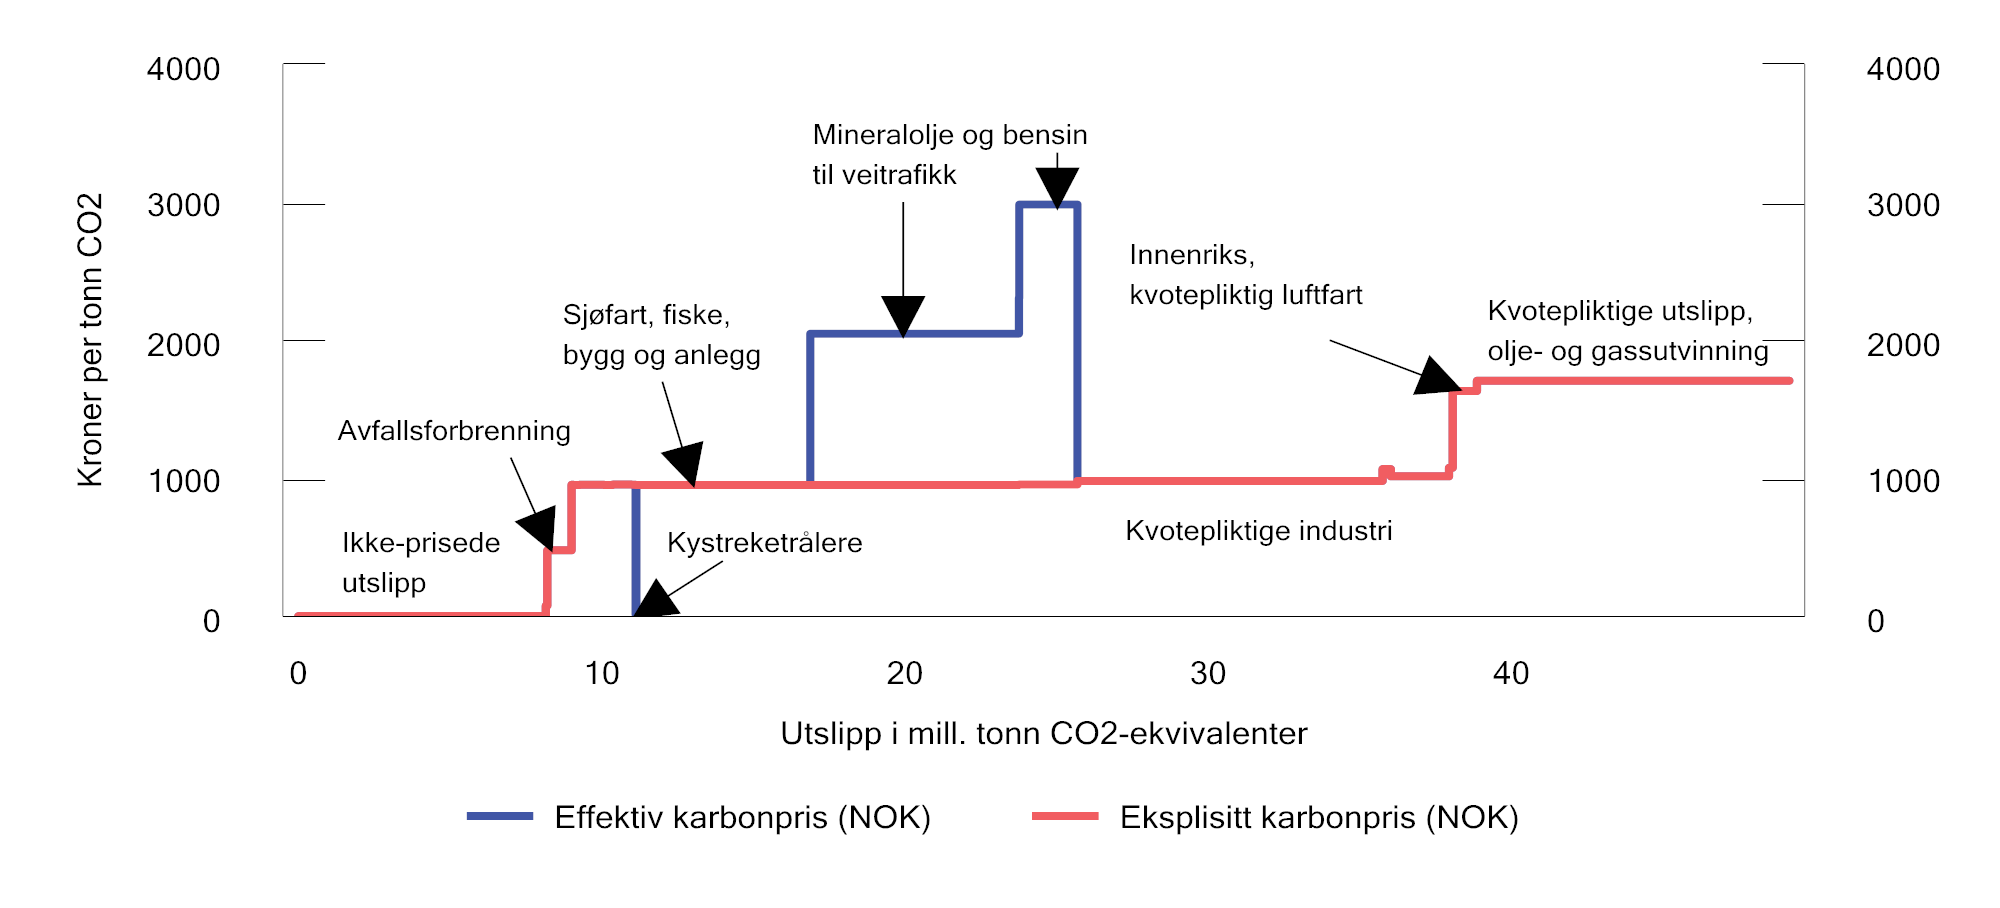 4000
4000
Mineralolje og bensin
til veitrafikk
3000
3000
Kroner per tonn CO2
Innenriks,
kvotepliktig luftfart
Sjøfart, fiske,
bygg og anlegg
Kvotepliktige utslipp,
olje- og gassutvinning
2000
2000
Avfallsforbrenning
1000
1000
Ikke-prisede
utslipp
Kystreketrålere
Kvotepliktige industri
0
0
0 10 20 30 40
Utslipp i mill. tonn CO2-ekvivalenter
Effektiv karbonpris (NOK)
Eksplisitt karbonpris (NOK)